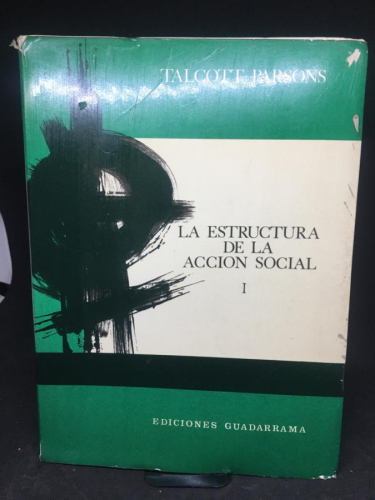 TALCOTT PARSONS
LA ESTRUCTURA
DE LA
ACCION SOCIAL
I
EDICIONES GUADARRAMA